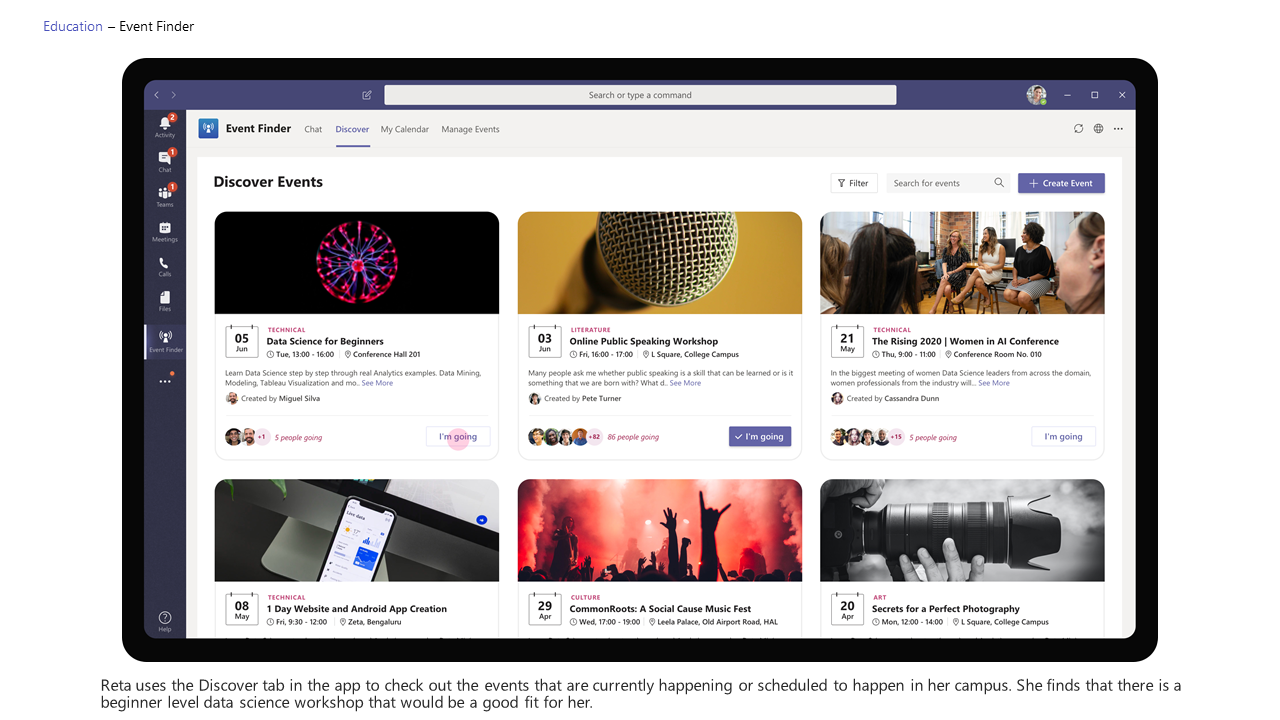 Education – Event Finder
Search or type a command
2
Activity
1
Chat
1
Teams
Meetings
Calls
Files
Event Finder
Help
Event Finder Chat Discover My Calendar Manage Events
Discover Events
Filter Search for events Create Event
05
Jun
TECHNICAL
Data Science for Beginners
Tue, 13:00 - 16:00 Conference Hall 201
Learn Data Science step by step through real Analytics examples. Data Mining,
Modeling, Tableau Visualization and mo.. See More
Created by Miguel Silva
+1 5 people going I'm going
03
Jun
LITERATURE
Online Public Speaking Workshop
Fri, 16:00 - 17:00 L Square, College Campus
Many people ask me whether public speaking is a skill that can be learned or is it
something that we are born with? What d.. See More
Created by Pete Turner
+82 86 people going I'm going
21
May
TECHNICAL
The Rising 2020 | Women in AI Conference
Thu, 9:00 - 11:00 Conference Room No. 010
In the biggest meeting of women Data Science leaders from across the domain,
women professionals from the industry will... See More
Created by Cassandra Dunn
+15 5 people going I'm going
Live data
08
May
TECHNICAL
1 Day Website and Android App Creation
Fri, 9:30 - 12:00 Zeta, Bengaluru
29
Apr
CULTURE
CommonRoots: A Social Cause Music Fest
Wed, 17:00 - 19:00 Leela Palace, Old Airport Road, HAL
20
Apr
ART
Secrets for a Perfect Photography
Mon, 12:00 - 14:00 L Square, College Campus
Reta uses the Discover tab in the app to check out the events that are currently happening or scheduled to happen in her campus. She finds that there is a
beginner level data science workshop that would be a good fit for her.